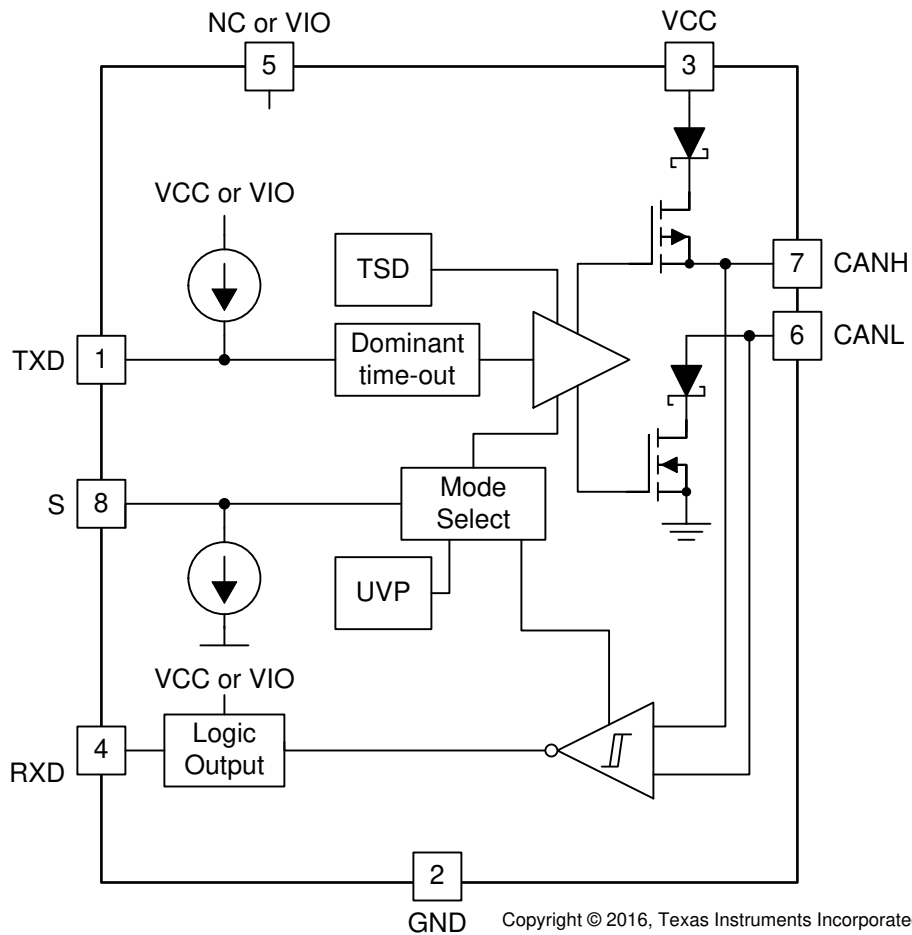 NC or VIO
VCC
5
3
VCC or VIO
TSD
7
CANH
TXD
1
Dominant
time-out
6
CANL
S
8
Mode
Select
UVP
VCC or VIO
RXD
4
Logic
Output
2
GND
Copyright © 2016, Texas Instruments Incorporate